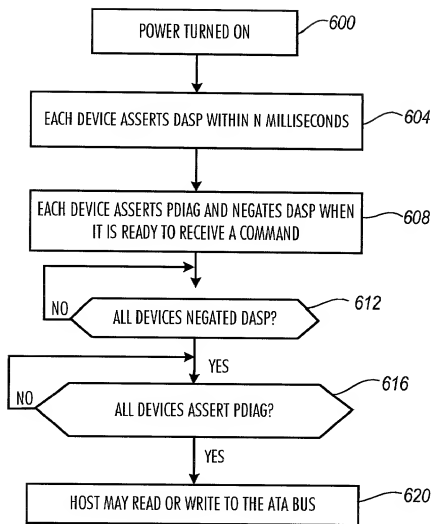 POWER TURNED ON
600
EACH DEVICE ASSERTS DASP WITHIN N MILLISECONDS
604
EACH DEVICE ASSERTS PDIAG AND NEGATES DASP WHEN
IT IS READY TO RECEIVE A COMMAND
608
ALL DEVICES NEGATED DASP?
612
NO
YES
ALL DEVICES ASSERT PDIAG?
616
NO
YES
HOST MAY READ OR WRITE TO THE ATA BUS
620